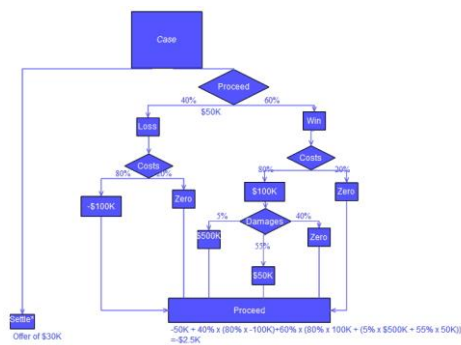 Case
Proceed
40%
60%
$50K
Loss
Win
Costs
Costs
80%
20%
80%
20%
-$100K
Zero
$100K
Zero
5%
Damages
40%
$500K
Zero
55%
$50K
Proceed
Settle*
Offer of $30K
-50K + 40% x (80% x -100K)+60% x (80% x 100K + (5% x $500K + 55% x 50K))
=-$2.5K